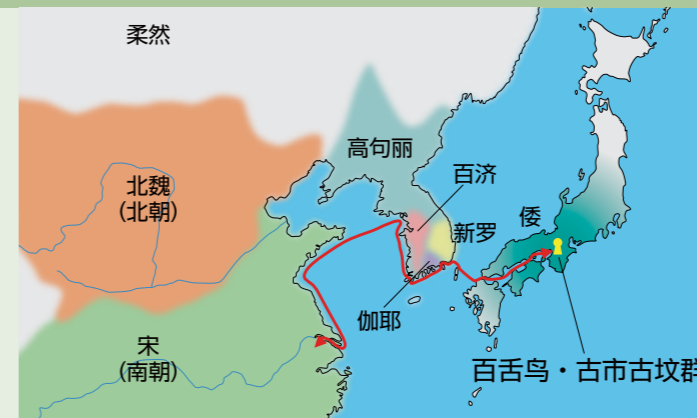 柔然
高句丽
百济
北魏
（北朝）
倭
新罗
伽耶
宋
（南朝）
百舌鸟・古市古坟群